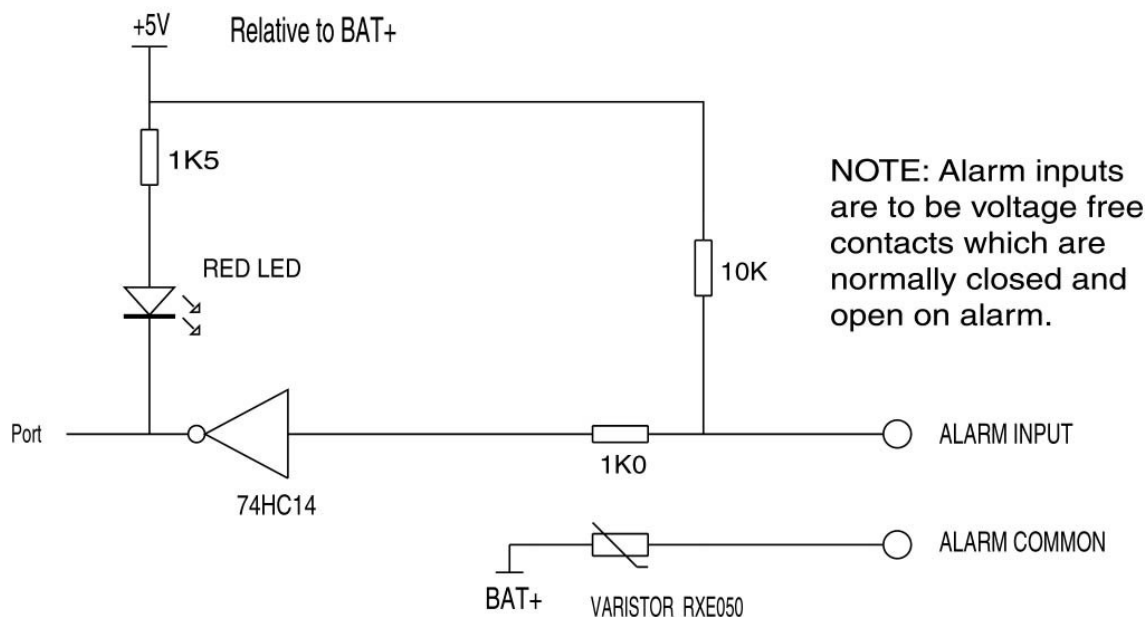 +5V
Relative to BAT+
1K5
NOTE: Alarm inputs
are to be voltage free
contacts which are
normally closed and
open on alarm.
RED LED
10K
Port
ALARM INPUT
1K0
74HC14
ALARM COMMON
BAT+
VARISTOR RXE050